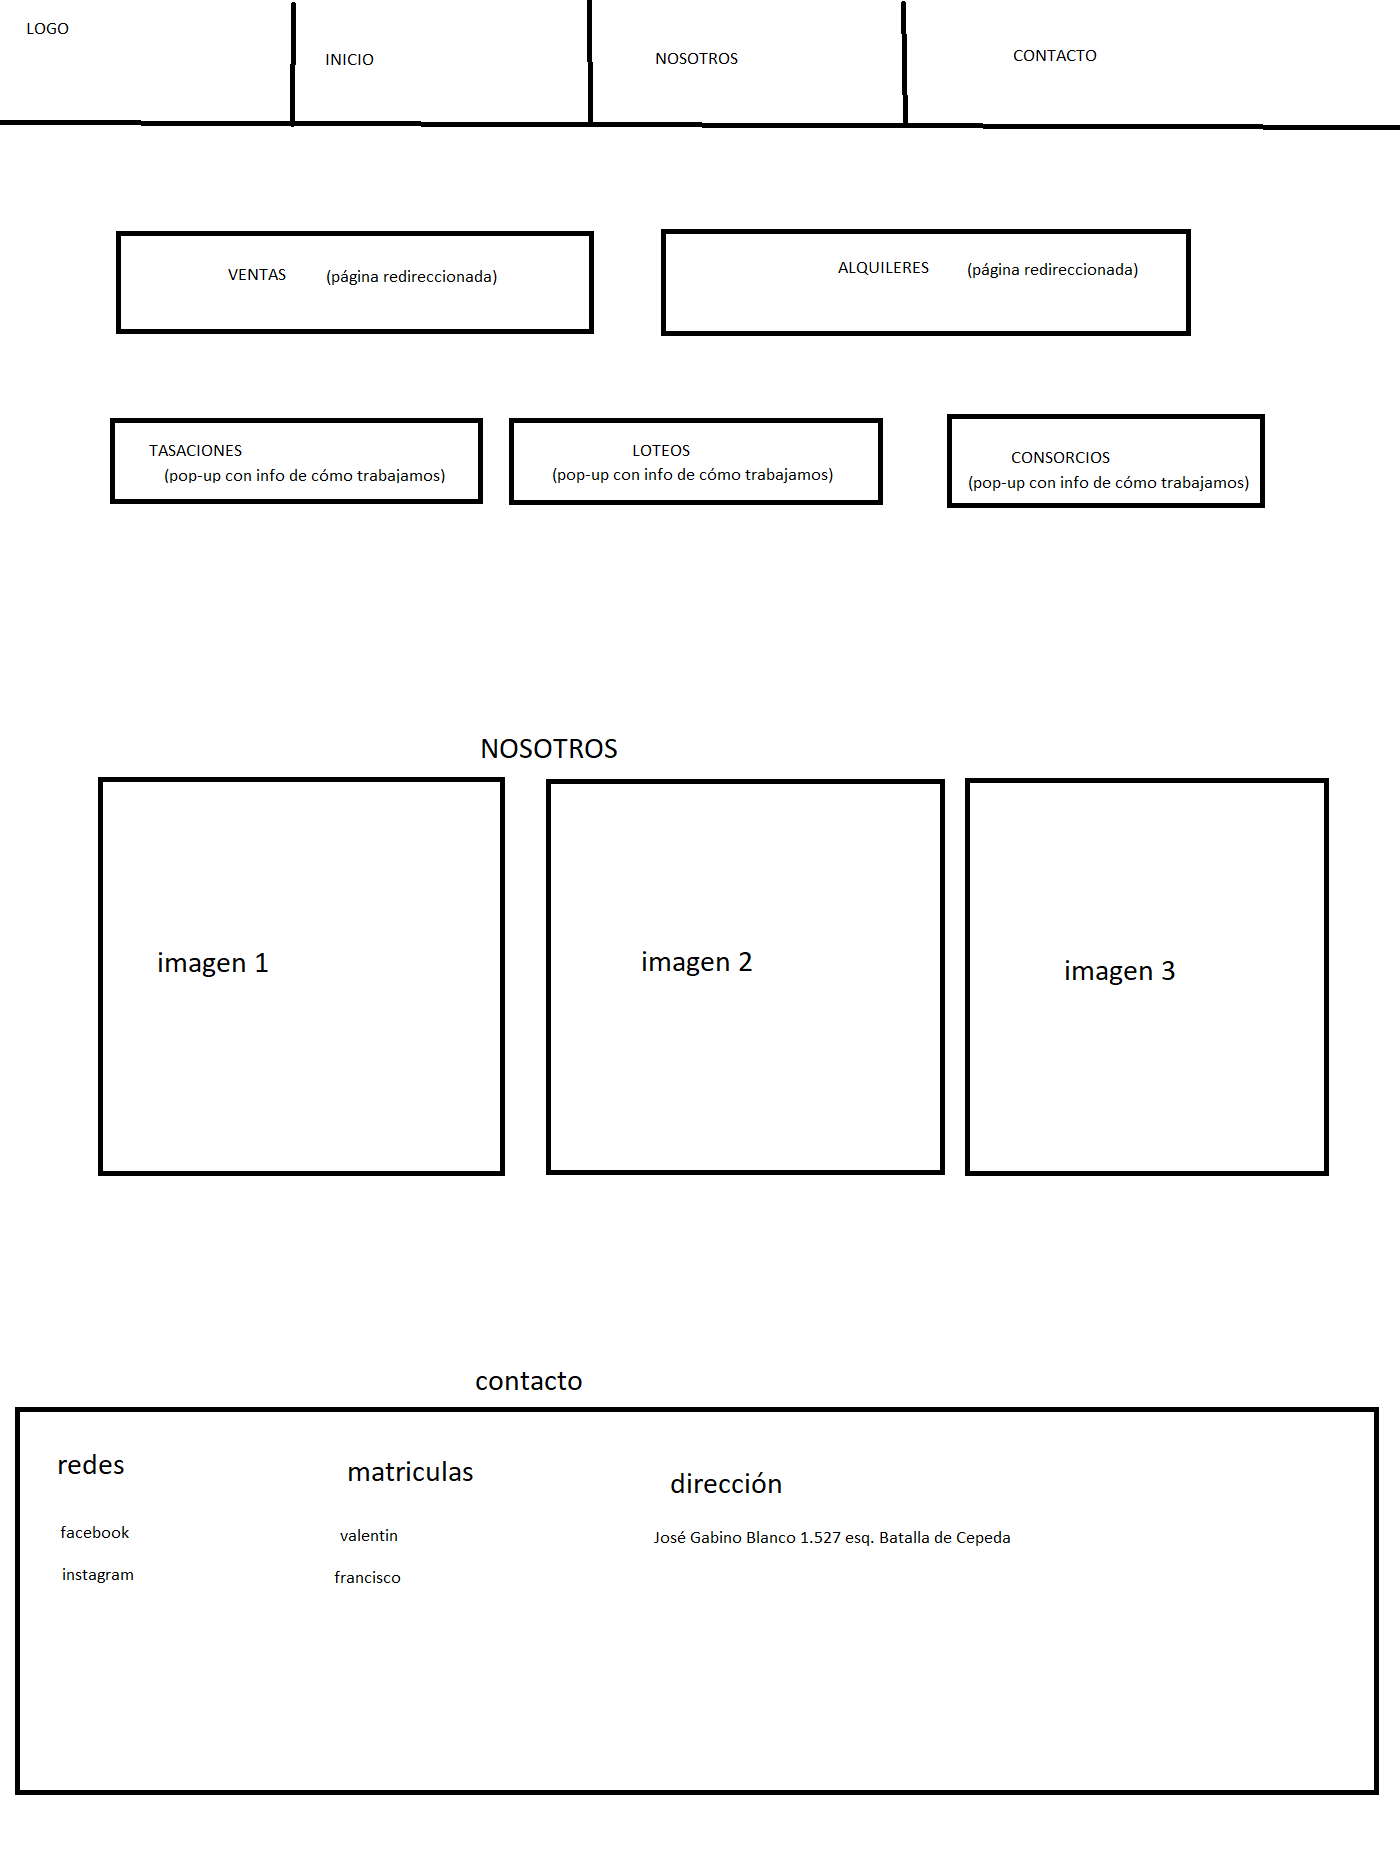 LOGO
INICIO
NOSOTROS
CONTACTO
VENTAS (página redireccionada)
ALQUILERES (página redireccionada)
TASACIONES
(pop-up con info de cómo trabajamos)
LOTEOS
(pop-up con info de cómo trabajamos)
CONSORCIOS
(pop-up con info de cómo trabajamos)
NOSOTROS
imagen 1
imagen 2
imagen 3
contacto
redes
facebook
instagram
matriculas
valentin
francisco
dirección
José Gabino Blanco 1.527 esq. Batalla de Cepeda